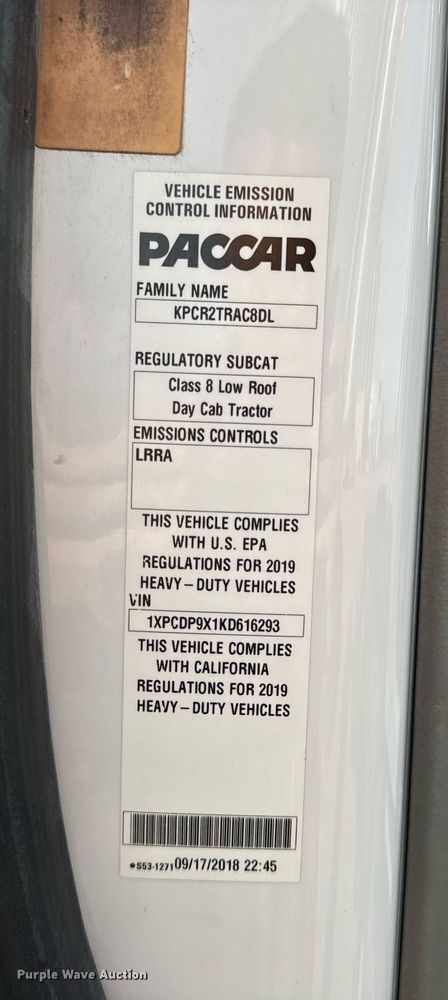 VEHICLE EMISSION
CONTROL INFORMATION
PACCAR
FAMILY NAME
KPCR2TRAC8DL
REGULATORY SUBCAT
Class 8 Low Roof
Day Cab Tractor
EMISSIONS CONTROLS
LRRA
THIS VEHICLE COMPLIES
WITH U.S. EPA
REGULATIONS FOR 2019
HEAVY–DUTY VEHICLES
VIN
1XPCDP9X1KD616293
THIS VEHICLE COMPLIES
WITH CALIFORNIA
REGULATIONS FOR 2019
HEAVY–DUTY VEHICLES
•S53-1271 09/17/2018 22:45
Purple Wave Auction